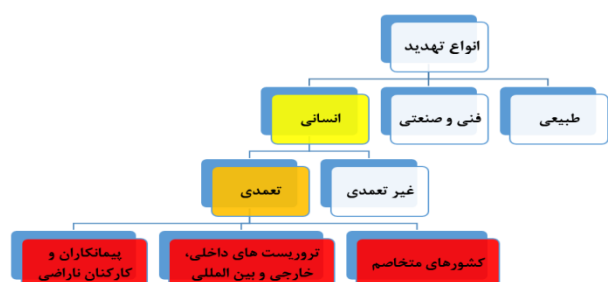 انواع تهدید
طبیعی
فنی و صنعتی
انسانی
غیر تعمدی
تعمدی
کشورهای متخاصم
تروریست های داخلی،
خارجی و بین المللی
پیمانکاران و
کارکنان ناراضی